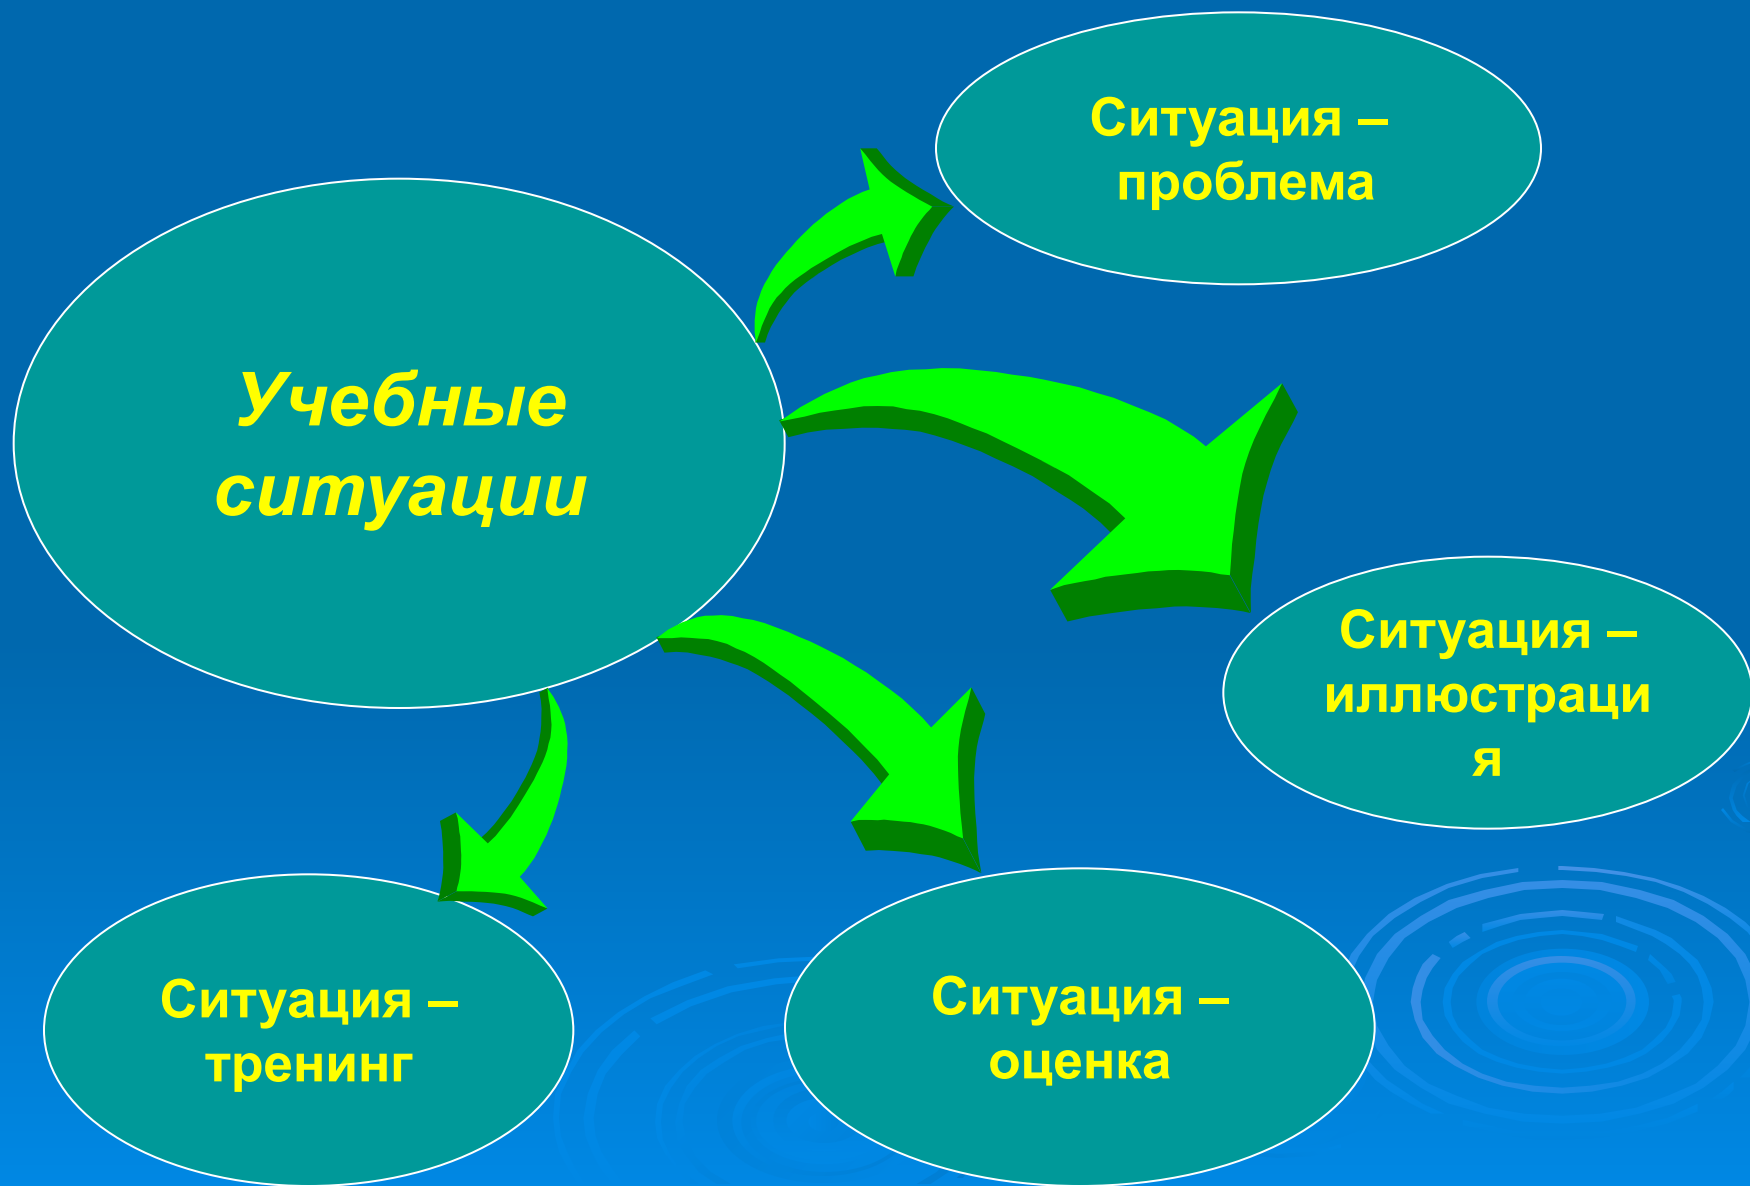 Учебные
ситуации
Ситуация –
проблема
Ситуация –
иллюстраци
я
Ситуация –
оценка
Ситуация –
тренинг